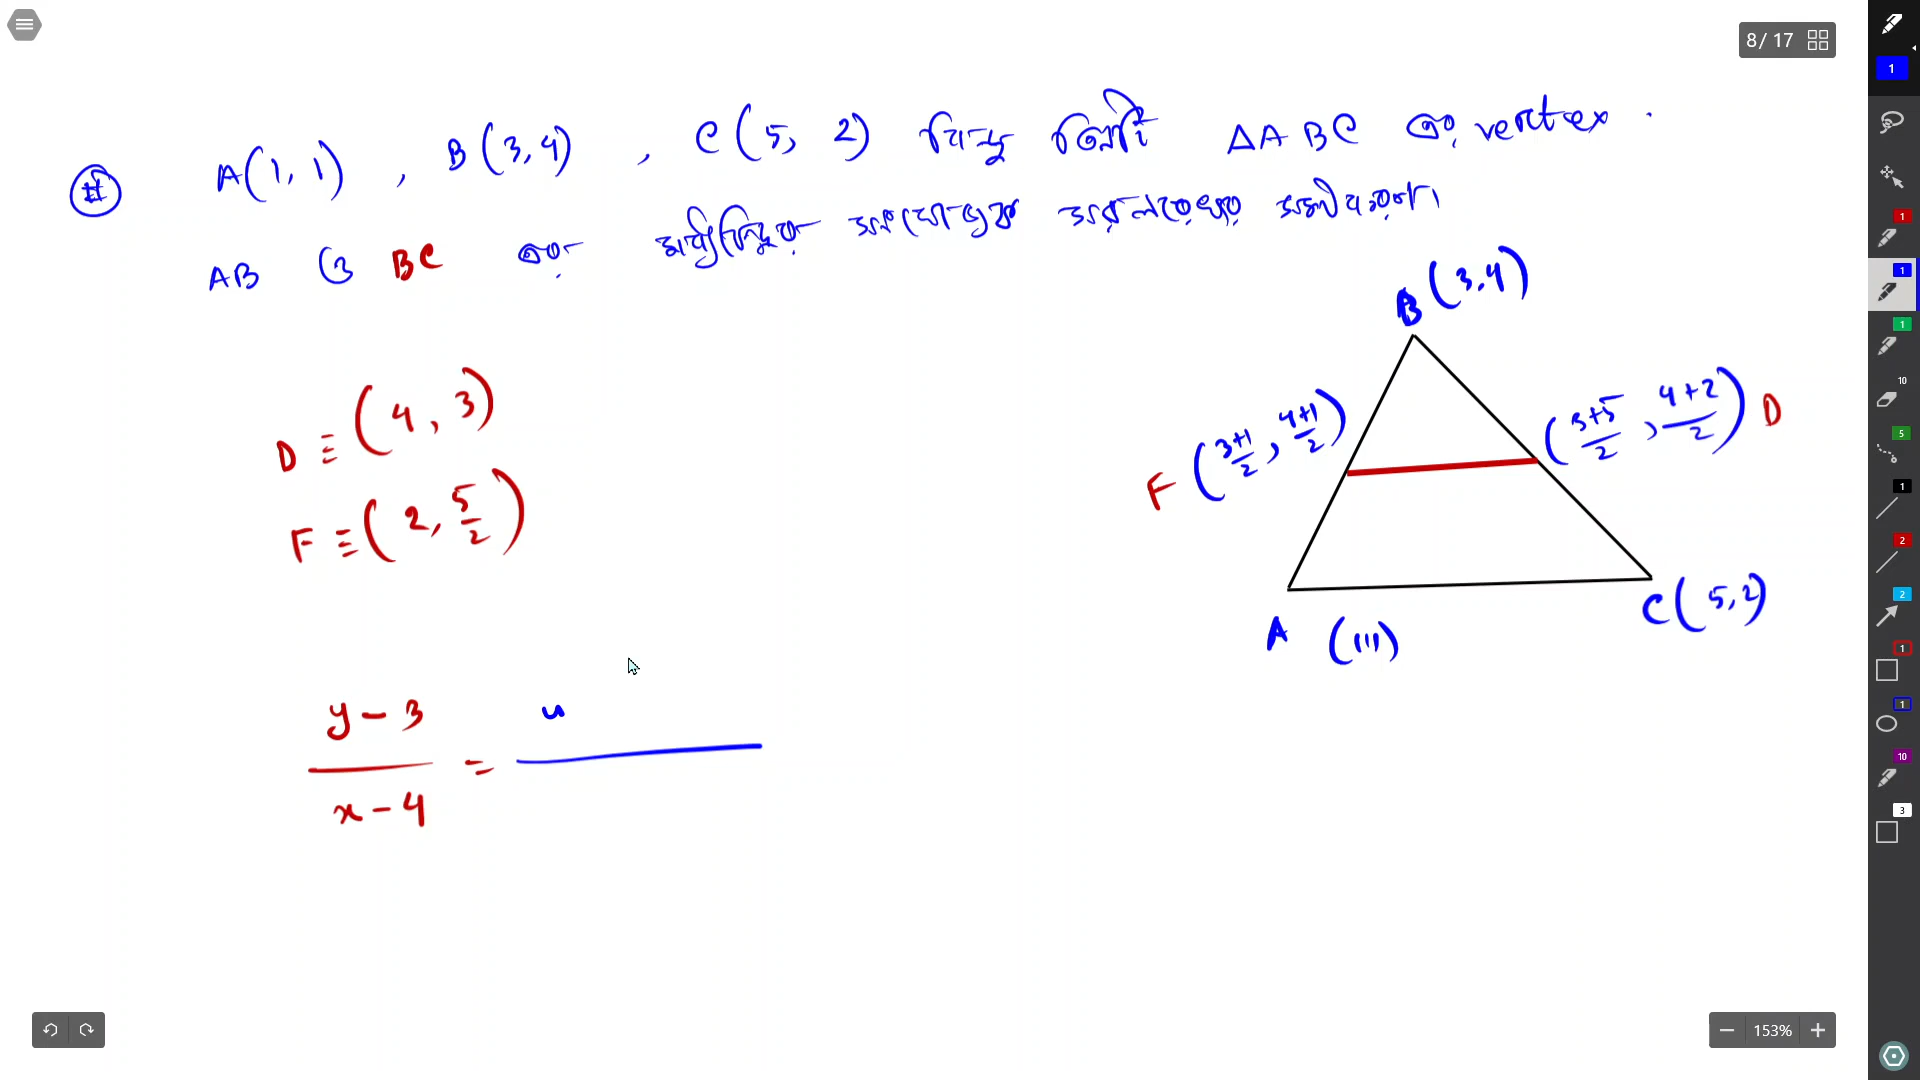 8/ 17
A(1, 1) , B(3,4) , C(5, 2) বিন্দু তিনটি ΔABC এর vertex .
AB ও BC এর মধ্যবিন্দুর সংযোজক সরলরেখার সমীকরণ।
B(3,4)
D ≡ (4, 3)
F (3+1/2 , 4+1/2)
(3+5/2 , 4+2/2) D
F ≡ (2, 5/2)
A (1,1)
C(5,2)
y-3/x-4 =
153%